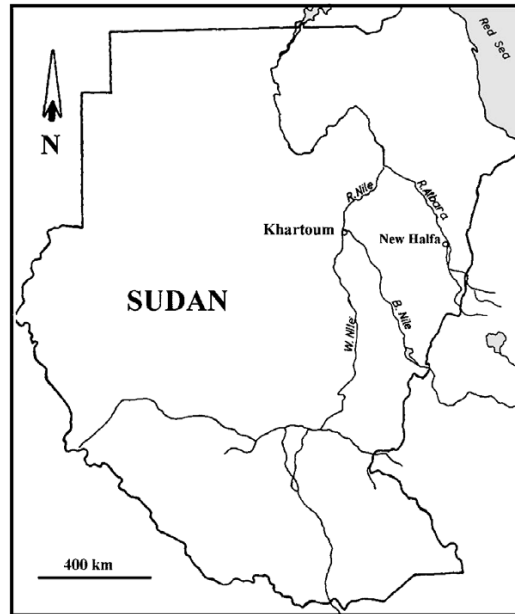 Red Sea
N
R.Nile
R.Atbara
Khartoum
New Halfa
SUDAN
W.Nile
B.Nile
400 km